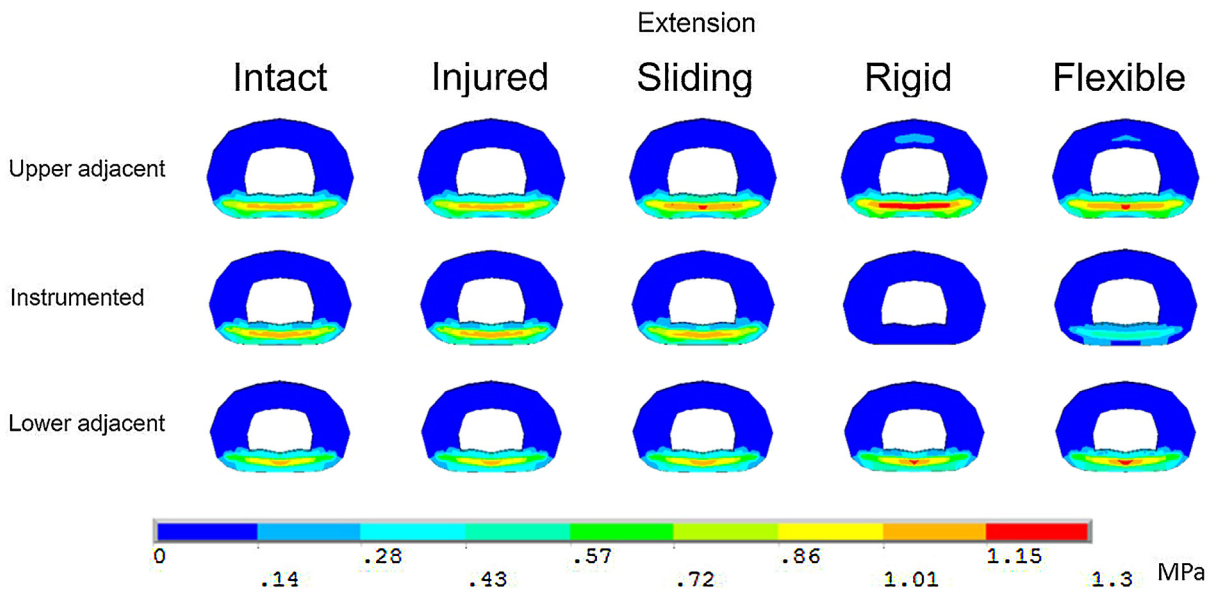 Extension
Intact Injured Sliding Rigid Flexible
Upper adjacent
Instrumented
Lower adjacent
0 .28 .57 .86 1.15
.14 .43 .72 1.01 1.3 MPa